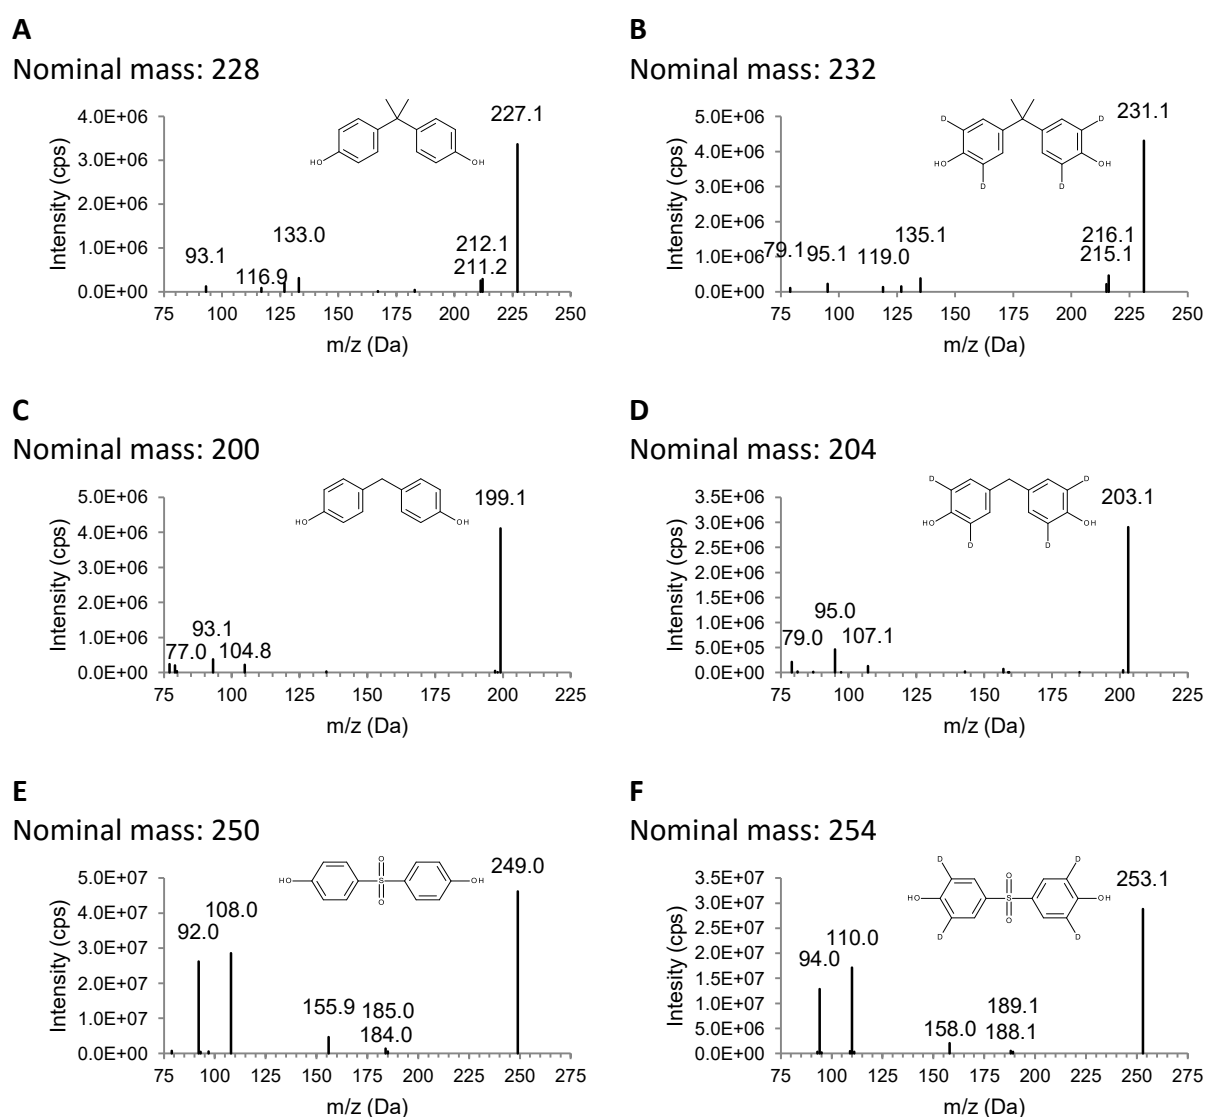 A
Nominal mass: 228
4.0E+06
3.0E+06
2.0E+06
1.0E+06
0.0E+00
Intensity (cps)
227.1
133.0
93.1
116.9
212.1
211.2
HO
OH
75 100 125 150 175 200 225 250
m/z (Da)
B
Nominal mass: 232
5.0E+06
4.0E+06
3.0E+06
2.0E+06
1.0E+06
0.0E+00
Intensity (cps)
231.1
135.1
216.1
79.1 95.1 119.0
215.1
D
D
HO
OH
D
D
75 100 125 150 175 200 225 250
m/z (Da)
C
Nominal mass: 200
5.0E+06
4.0E+06
3.0E+06
2.0E+06
1.0E+06
0.0E+00
Intensity (cps)
199.1
93.1
77.0 104.8
HO
OH
75 100 125 150 175 200 225
m/z (Da)
D
Nominal mass: 204
3.5E+06
3.0E+06
2.5E+06
2.0E+06
1.5E+06
1.0E+06
5.0E+05
0.0E+00
Intensity (cps)
203.1
95.0
79.0 107.1
D
D
HO
OH
D
D
75 100 125 150 175 200 225
m/z (Da)
E
Nominal mass: 250
5.0E+07
4.0E+07
3.0E+07
2.0E+07
1.0E+07
0.0E+00
Intensity (cps)
249.0
108.0
92.0
155.9 185.0
184.0
O
HO
S
OH
O
75 100 125 150 175 200 225 250 275
m/z (Da)
F
Nominal mass: 254
3.5E+07
3.0E+07
2.5E+07
2.0E+07
1.5E+07
1.0E+07
5.0E+06
0.0E+00
Intesity (cps)
253.1
110.0
94.0
189.1
158.0 188.1
D
D
O
HO
S
OH
O
D
D
75 100 125 150 175 200 225 250 275
m/z (Da)